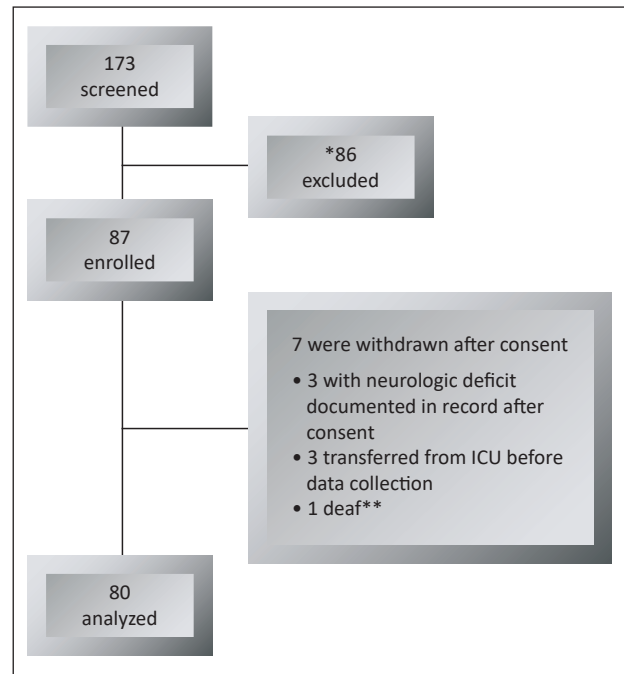 173
screened
*86
excluded
87
enrolled
7 were withdrawn after consent
• 3 with neurologic deficit
documented in record after
consent
• 3 transferred from ICU before
data collection
• 1 deaf**
80
analyzed